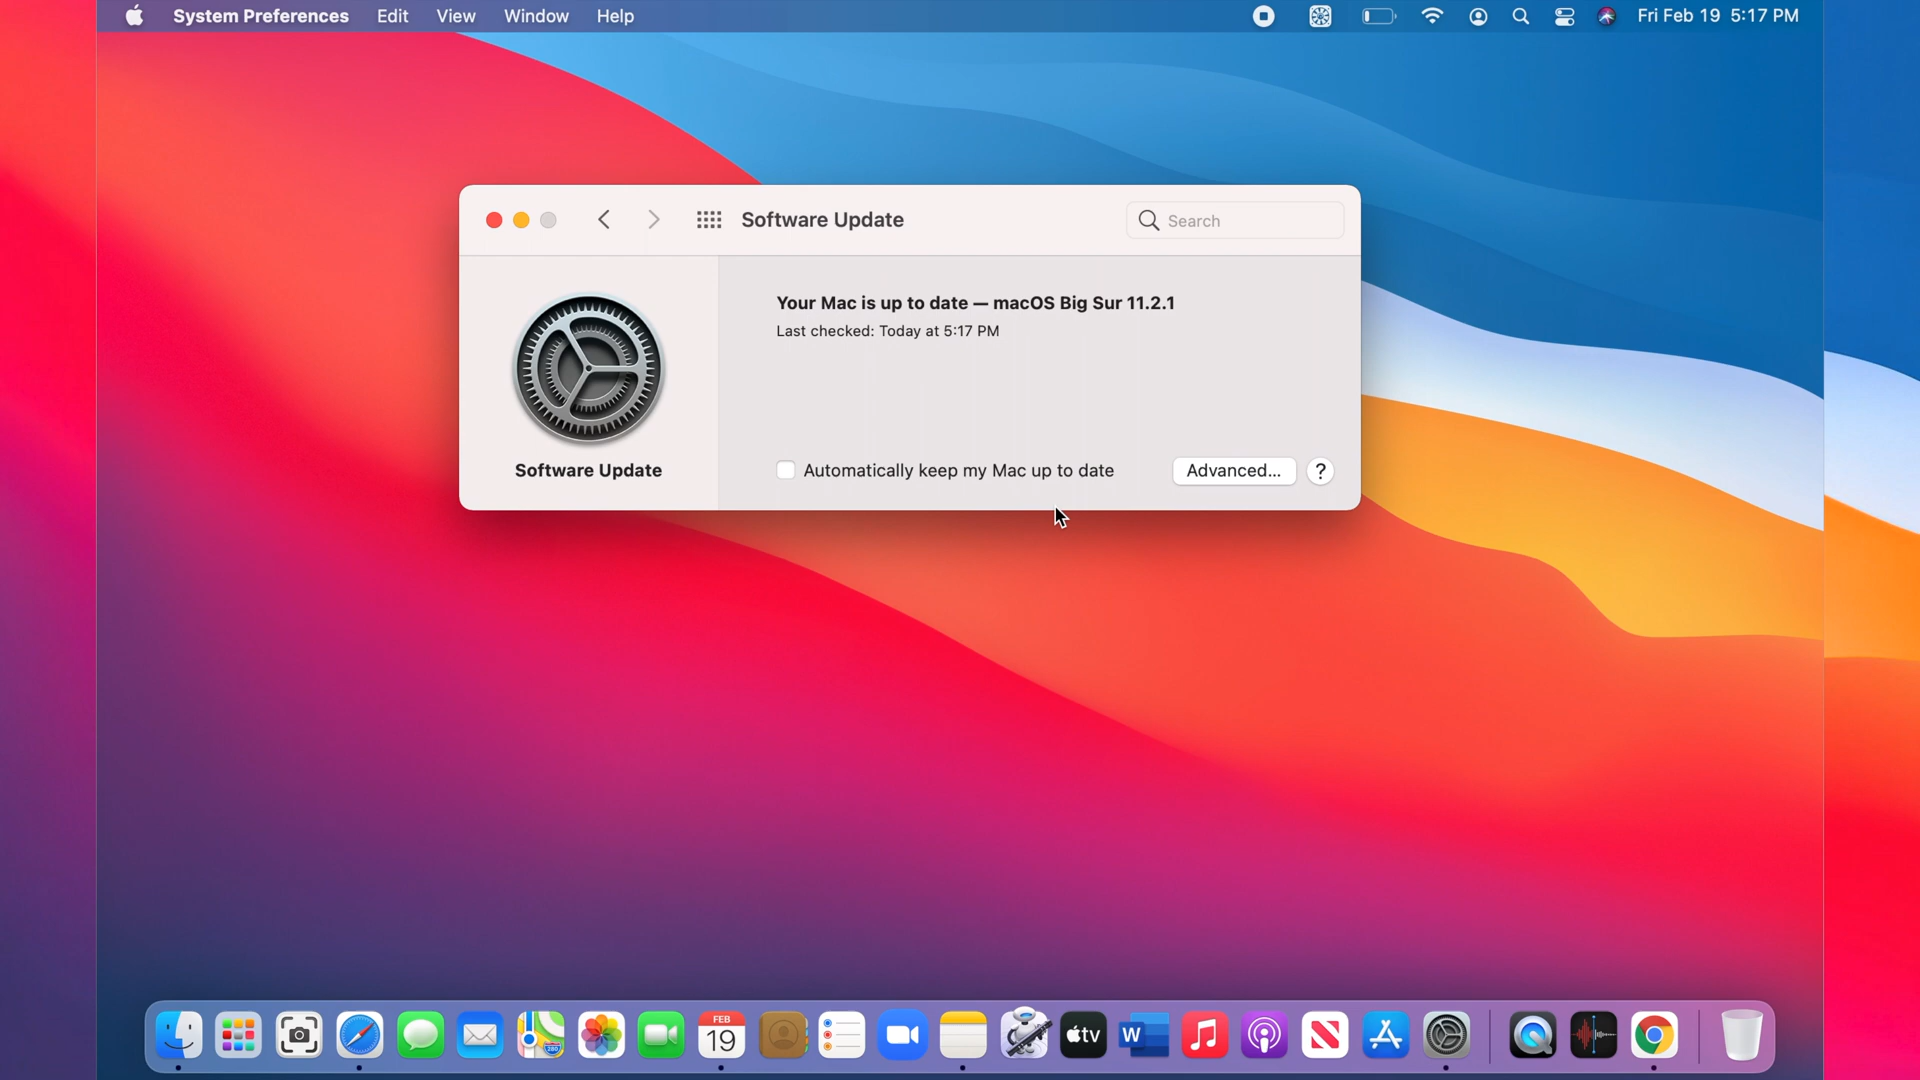 System Preferences Edit View Window Help Fri Feb 19 5:17 PM
Software Update Search
Your Mac is up to date — macOS Big Sur 11.2.1
Last checked: Today at 5:17 PM
Software Update
Automatically keep my Mac up to date Advanced... ?
FEB
19
280
tv
W